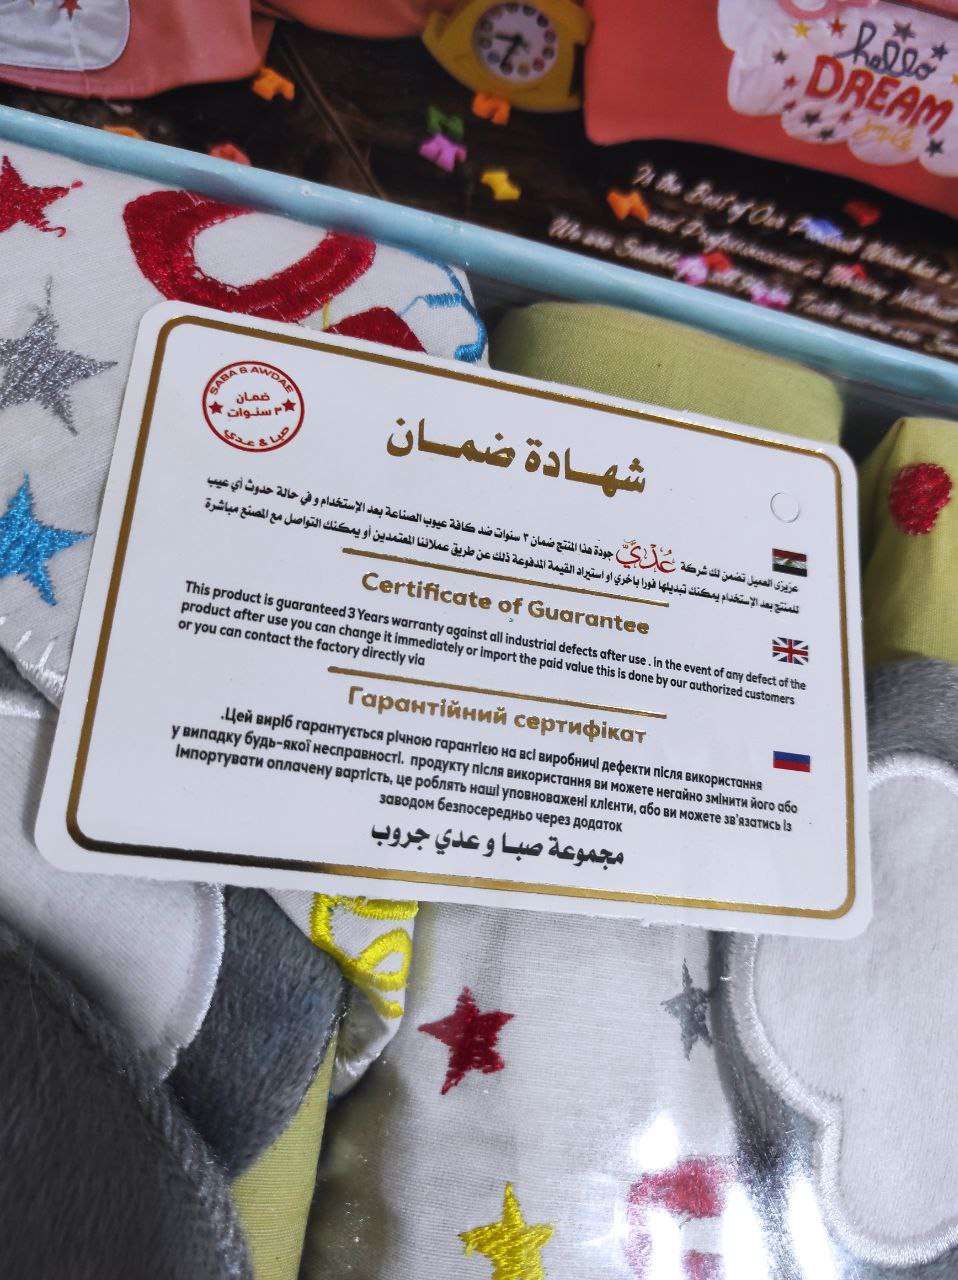 hello
DREAM
SABA & AWDAE
ضمان
٣ سنوات
صبا & عدي
شهادة ضمان
عزيزى العميل تضمن لك شركة عُدَيّ جودة هذا المنتج ضمان ٣ سنوات ضد كافة عيوب الصناعة بعد الإستخدام و في حالة حدوث أي عيب
للمنتج بعد الإستخدام يمكنك تبديلها فورا باخري او استيراد القيمة المدفوعة ذلك عن طريق عملائنا المعتمدين أو يمكنك التواصل مع المصنع مباشرة
Certificate of Guarantee
This product is guaranteed 3 Years warranty against all industrial defects after use . in the event of any defect of the
product after use you can change it immediately or import the paid value this is done by our authorized customers
or you can contact the factory directly via
Гарантійний сертифікат
.Цей виріб гарантується річною гарантією на всі виробничі дефекти після використання
у випадку будь-якої несправності. продукту після використання ви можете негайно змінити його або
імпортувати оплачену вартість, це роблять наші уповноважені клієнти, або ви можете зв'язатись із
заводом безпосередньо через додаток
مجموعة صبا و عدي جروب